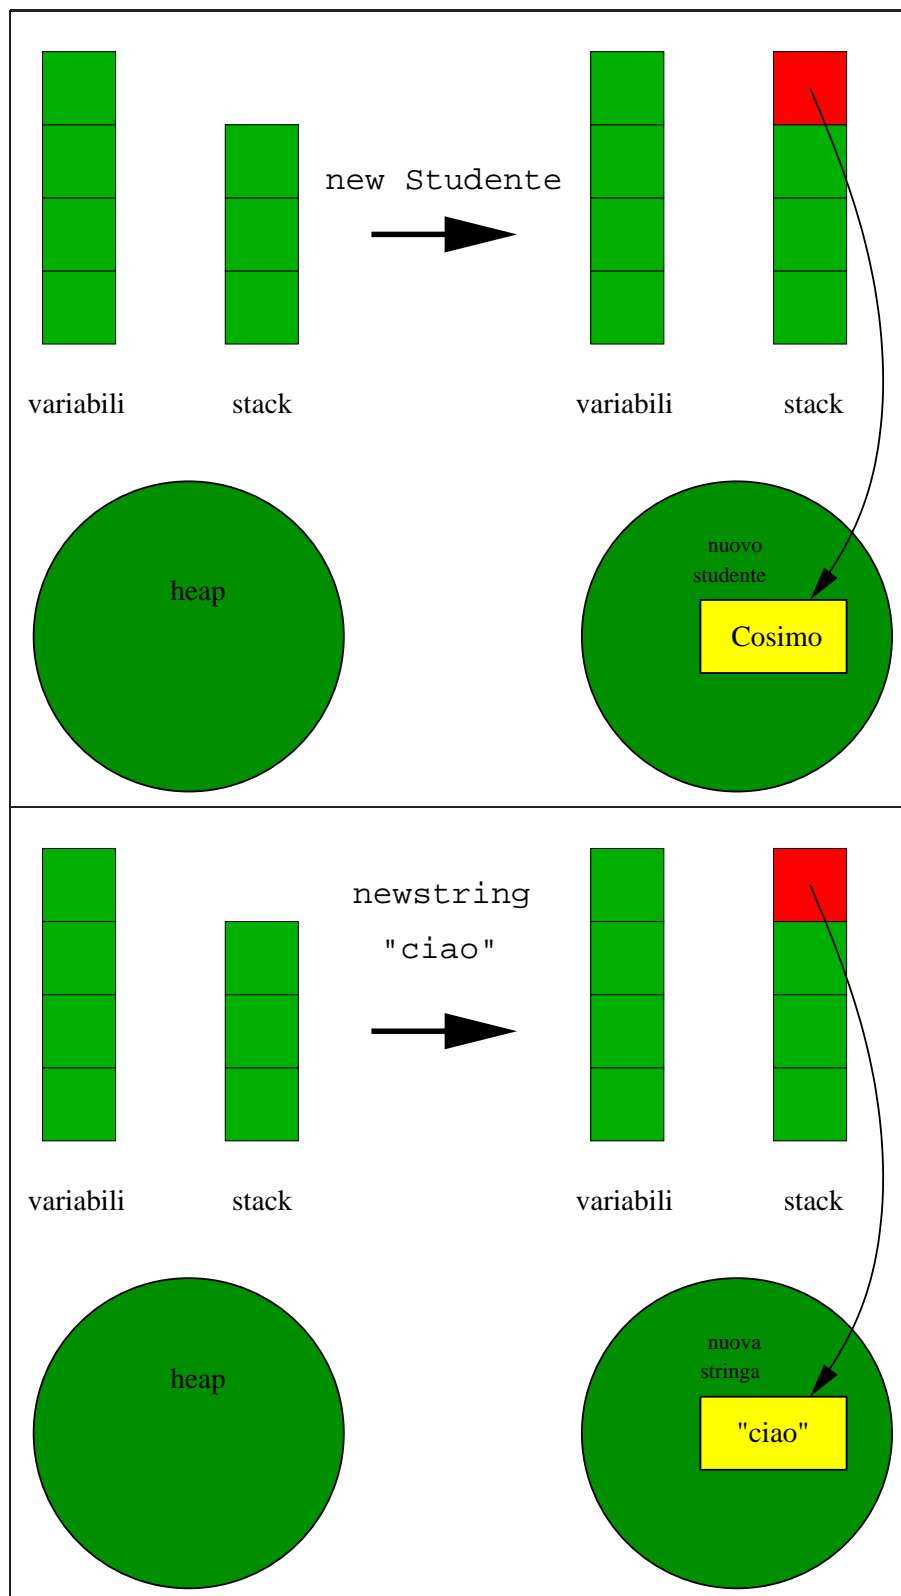 new Studente
variabili
stack
variabili
stack
heap
nuovo
studente
Cosimo
newstring
"ciao"
variabili
stack
variabili
stack
heap
nuova
stringa
"ciao"